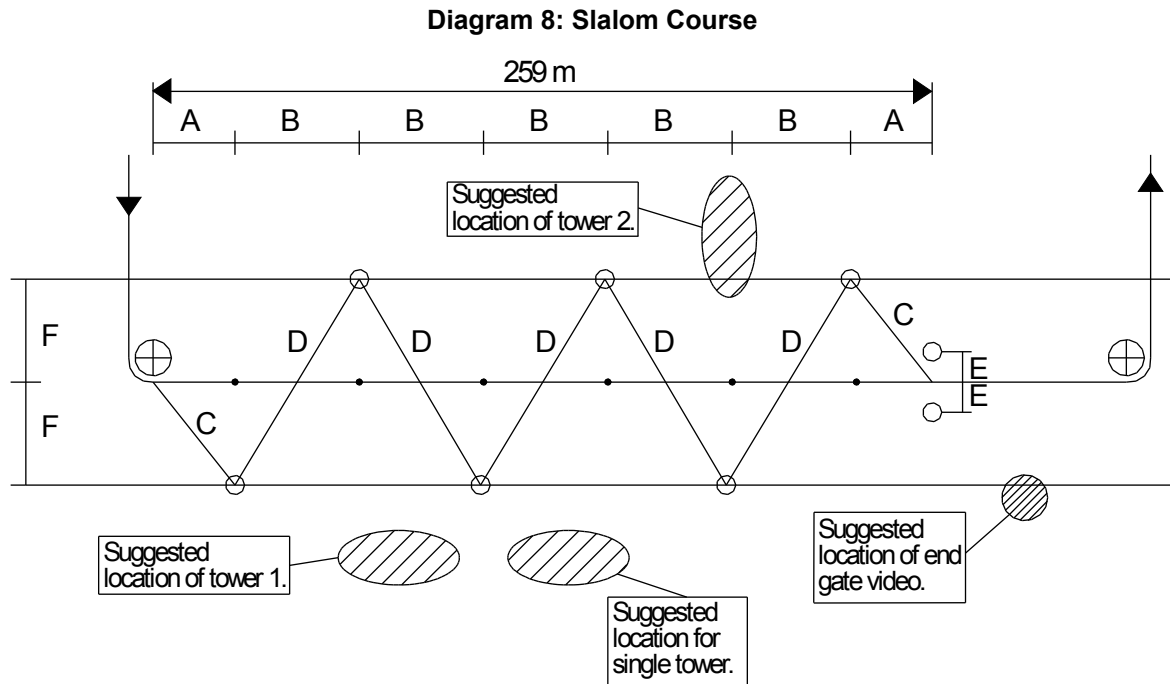 Diagram 8: Slalom Course
259 m
A B B B B B A
Suggested
location of tower 2.
F
D D D D D
C
E
E
F
C
Suggested
location of tower 1.
Suggested
location for
single tower.
Suggested
location of end
gate video.